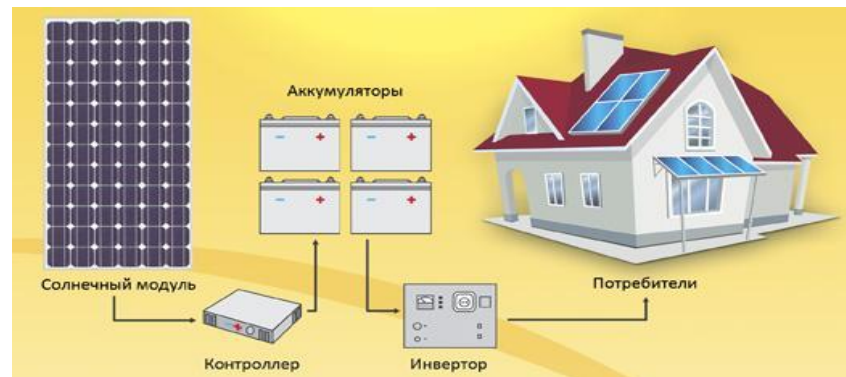 Аккумуляторы
Солнечный модуль
Потребители
Контроллер
Инвертор